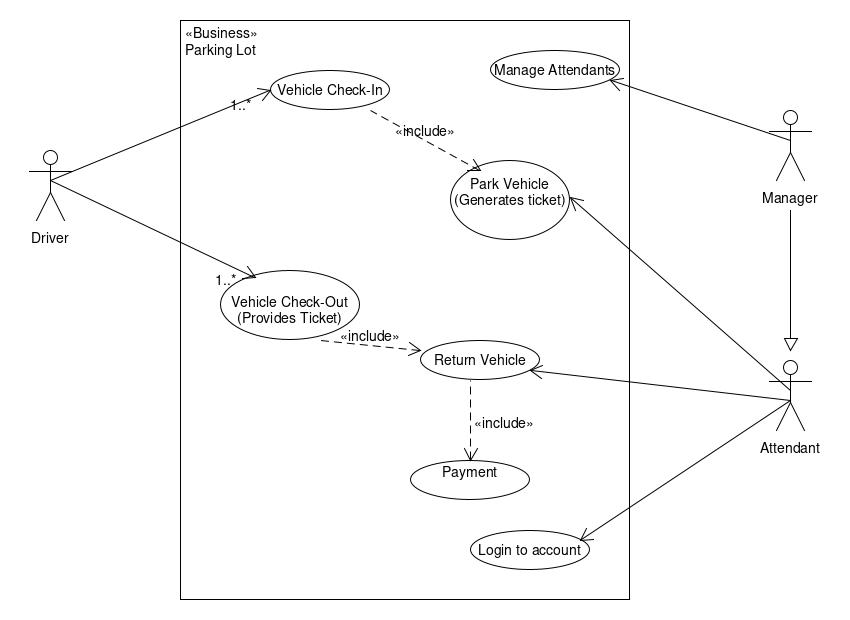 «Business»
Parking Lot
Manage Attendants
Vehicle Check-In
1..*
«include»
Park Vehicle
(Generates ticket)
Manager
Driver
1..*
Vehicle Check-Out
(Provides Ticket)
«include»
Return Vehicle
«include»
Attendant
Payment
Login to account